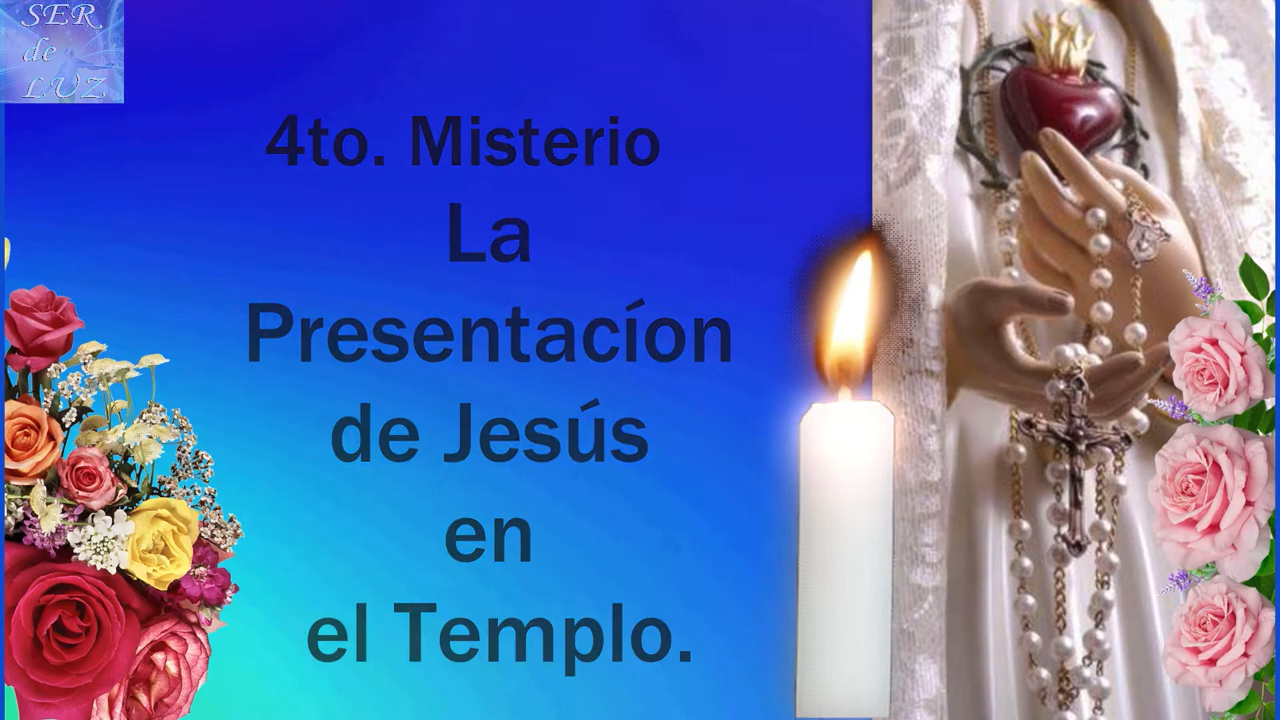 SER
de
LUZ
4to. Misterio
La
Presentacíon
de Jesús
en
el Templo.